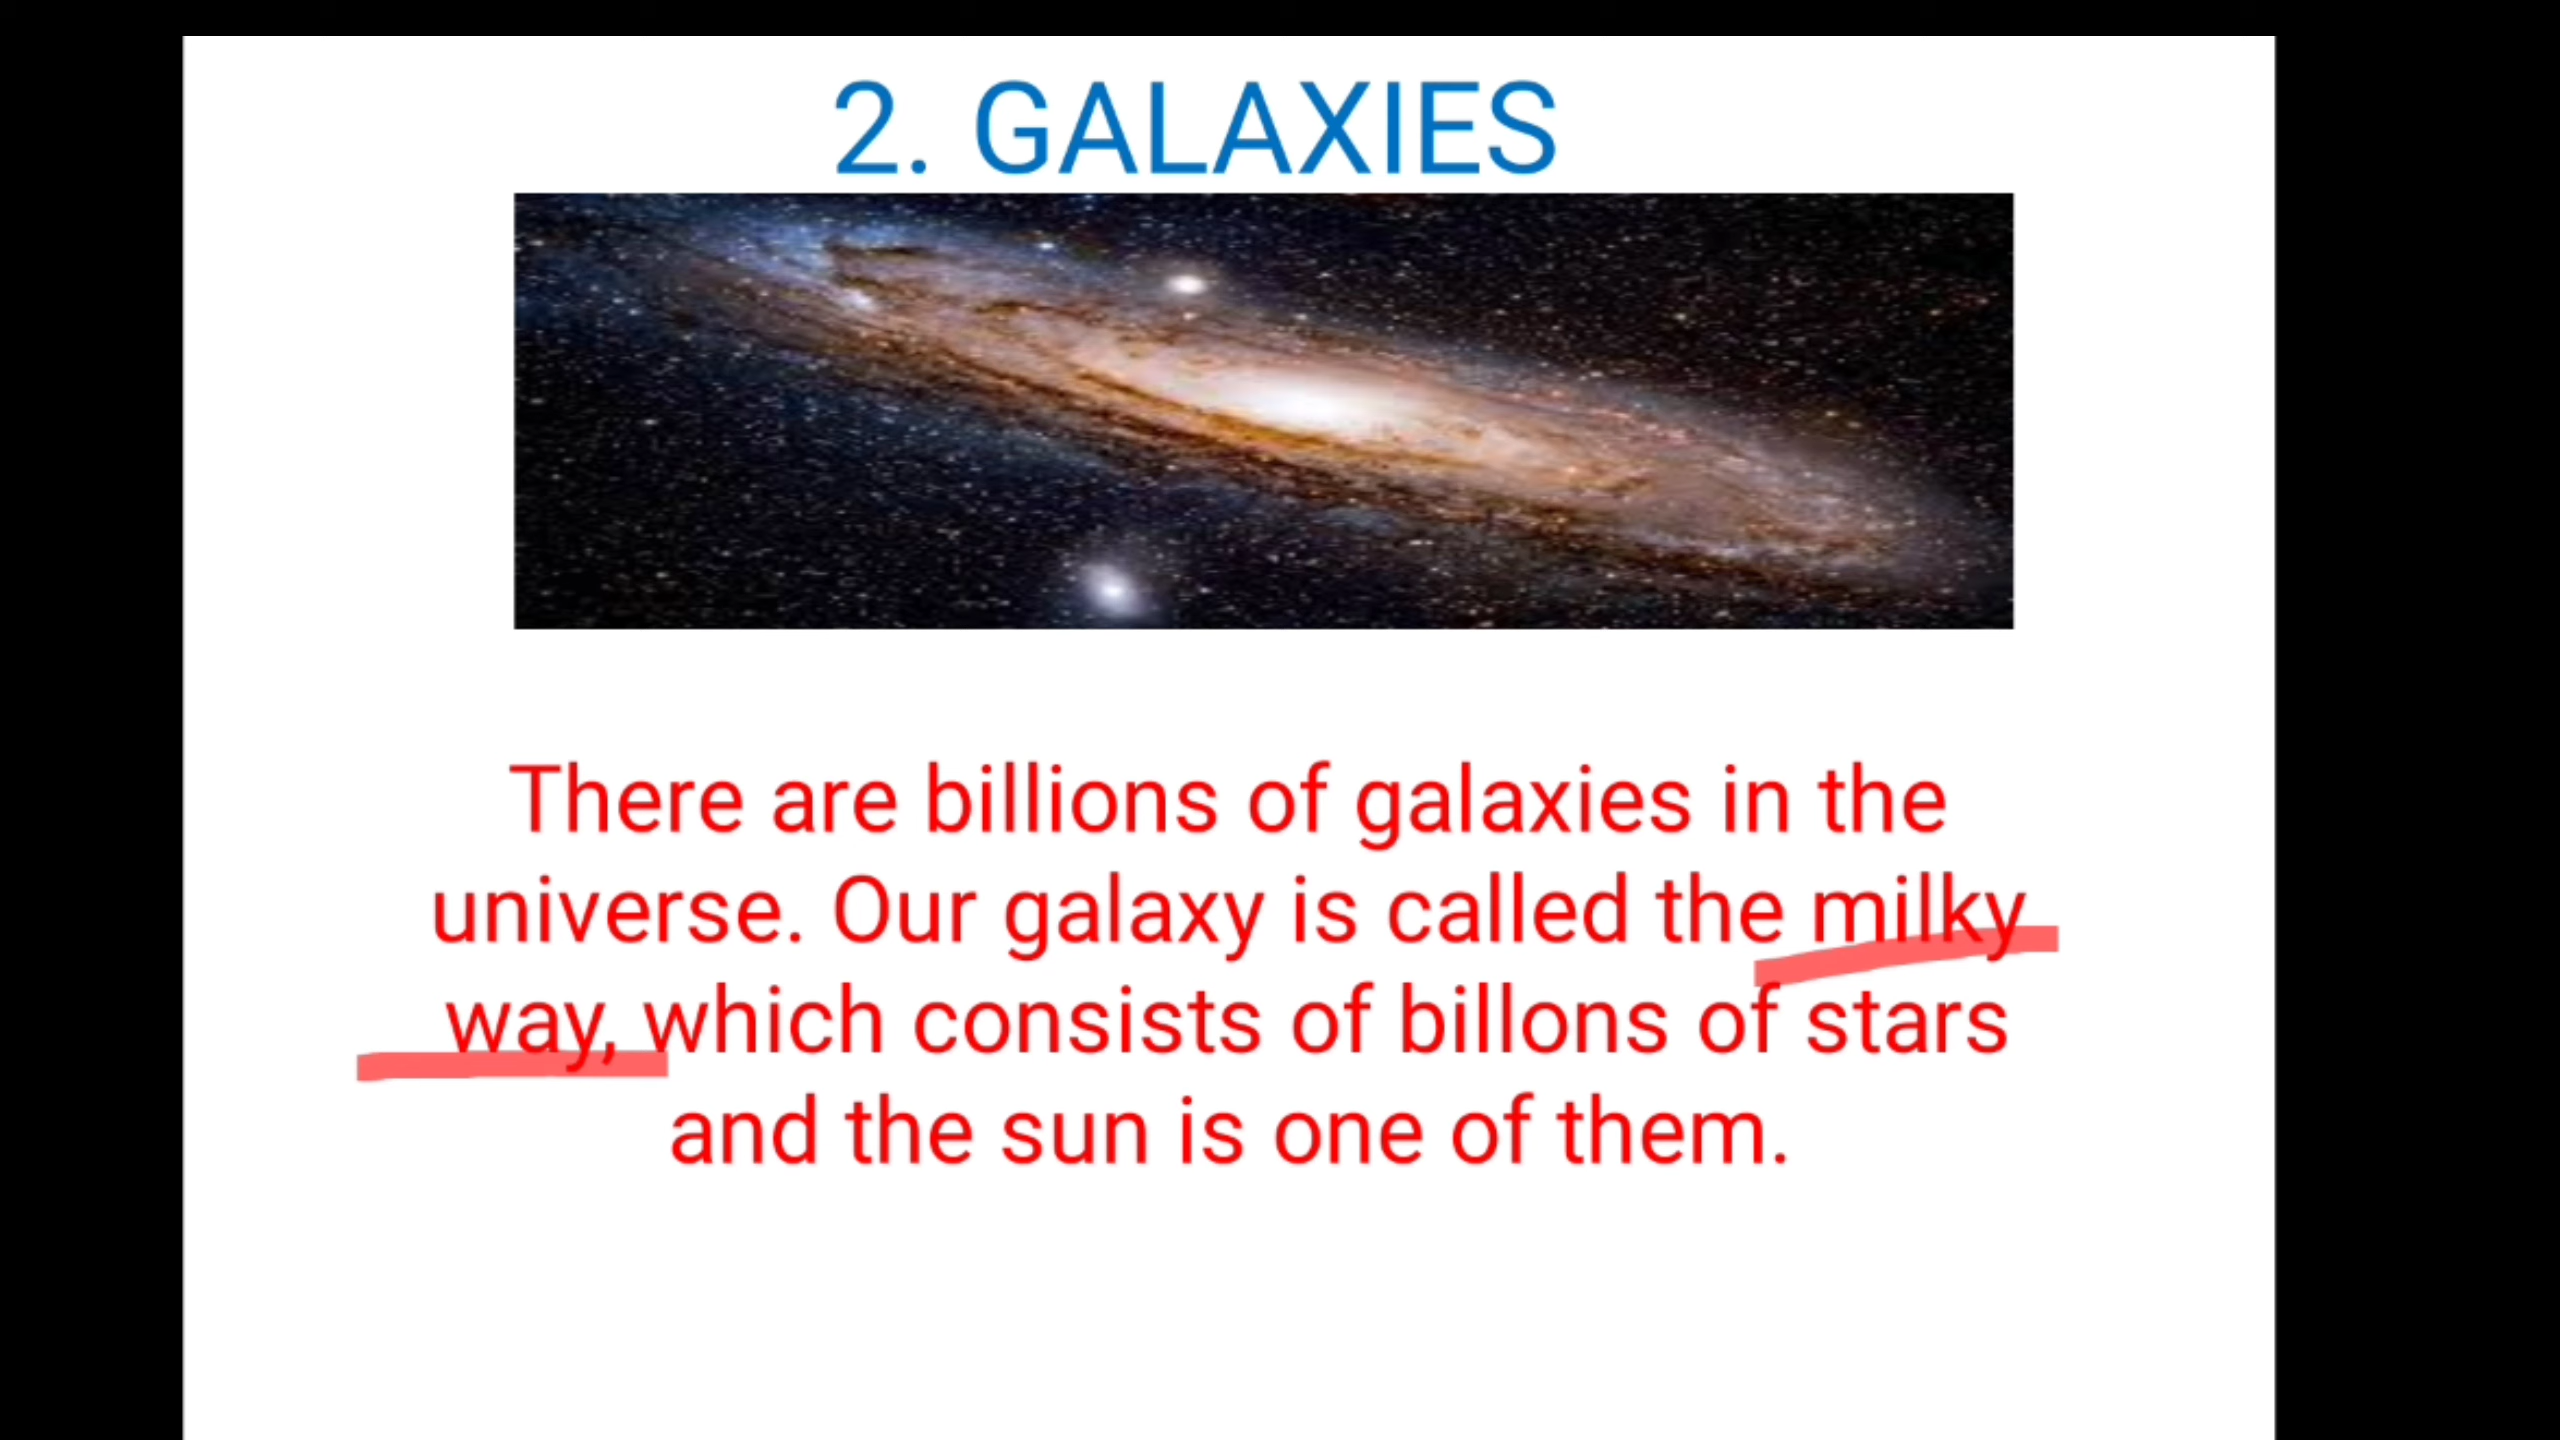 2. GALAXIES
There are billions of galaxies in the
universe. Our galaxy is called the milky
way, which consists of billons of stars
and the sun is one of them.